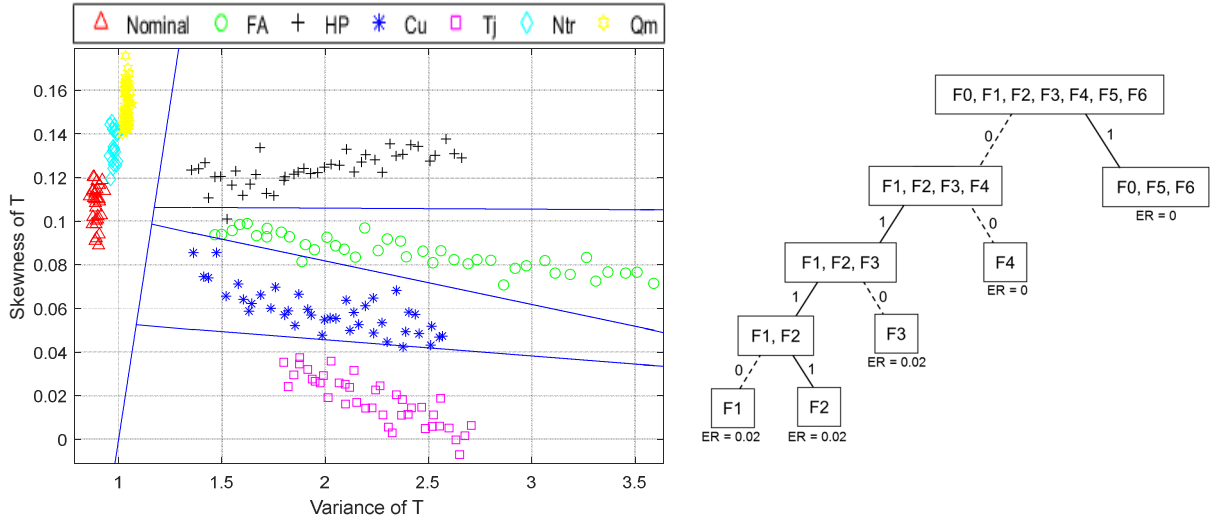 Nominal FA HP Cu Tj Ntr Qm
0.16
0.14
0.12
0.1
0.08
0.06
0.04
0.02
0
Skewness of T
1 1.5 2 2.5 3 3.5
Variance of T
F0, F1, F2, F3, F4, F5, F6
0 1
F1, F2, F3, F4
F0, F5, F6
ER = 0
1 0
F1, F2, F3
F4
ER = 0
1 0
F1, F2
F3
ER = 0.02
0 1
F1
F2
ER = 0.02
ER = 0.02